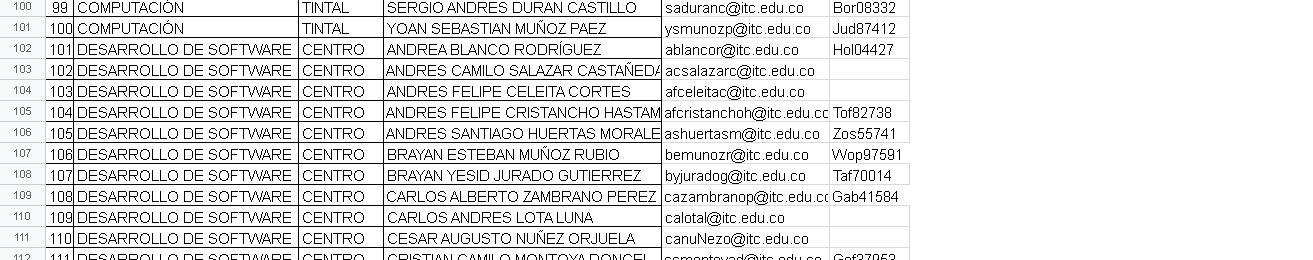 100 99 COMPUTACIÓN TINTAL SERGIO ANDRES DURAN CASTILLO saduranc@itc.edu.co Bor08332
101 100 COMPUTACIÓN TINTAL YOAN SEBASTIAN MUÑOZ PAEZ ysmunozp@itc.edu.co Jud87412
102 101 DESARROLLO DE SOFTWARE CENTRO ANDREA BLANCO RODRÍGUEZ ablancor@itc.edu.co Hol04427
103 102 DESARROLLO DE SOFTWARE CENTRO ANDRES CAMILO SALAZAR CASTAÑEDA acsalazarc@itc.edu.co
104 103 DESARROLLO DE SOFTWARE CENTRO ANDRES FELIPE CELEITA CORTES afceleitac@itc.edu.co
105 104 DESARROLLO DE SOFTWARE CENTRO ANDRES FELIPE CRISTANCHO HASTAM afcristanchoh@itc.edu.co Tof82738
106 105 DESARROLLO DE SOFTWARE CENTRO ANDRES SANTIAGO HUERTAS MORALE ashuertasm@itc.edu.co Zos55741
107 106 DESARROLLO DE SOFTWARE CENTRO BRAYAN ESTEBAN MUÑOZ RUBIO bemunozr@itc.edu.co Wop97591
108 107 DESARROLLO DE SOFTWARE CENTRO BRAYAN YESID JURADO GUTIERREZ byjuradog@itc.edu.co Taf70014
109 108 DESARROLLO DE SOFTWARE CENTRO CARLOS ALBERTO ZAMBRANO PEREZ cazambranop@itc.edu.co Gab41584
110 109 DESARROLLO DE SOFTWARE CENTRO CARLOS ANDRES LOTA LUNA calotal@itc.edu.co
111 110 DESARROLLO DE SOFTWARE CENTRO CESAR AUGUSTO NUÑEZ ORJUELA canuNezo@itc.edu.co
112 111 DESARROLLO DE SOFTWARE CENTRO CRISTIAN CAMILO MONTOYA DONCEL